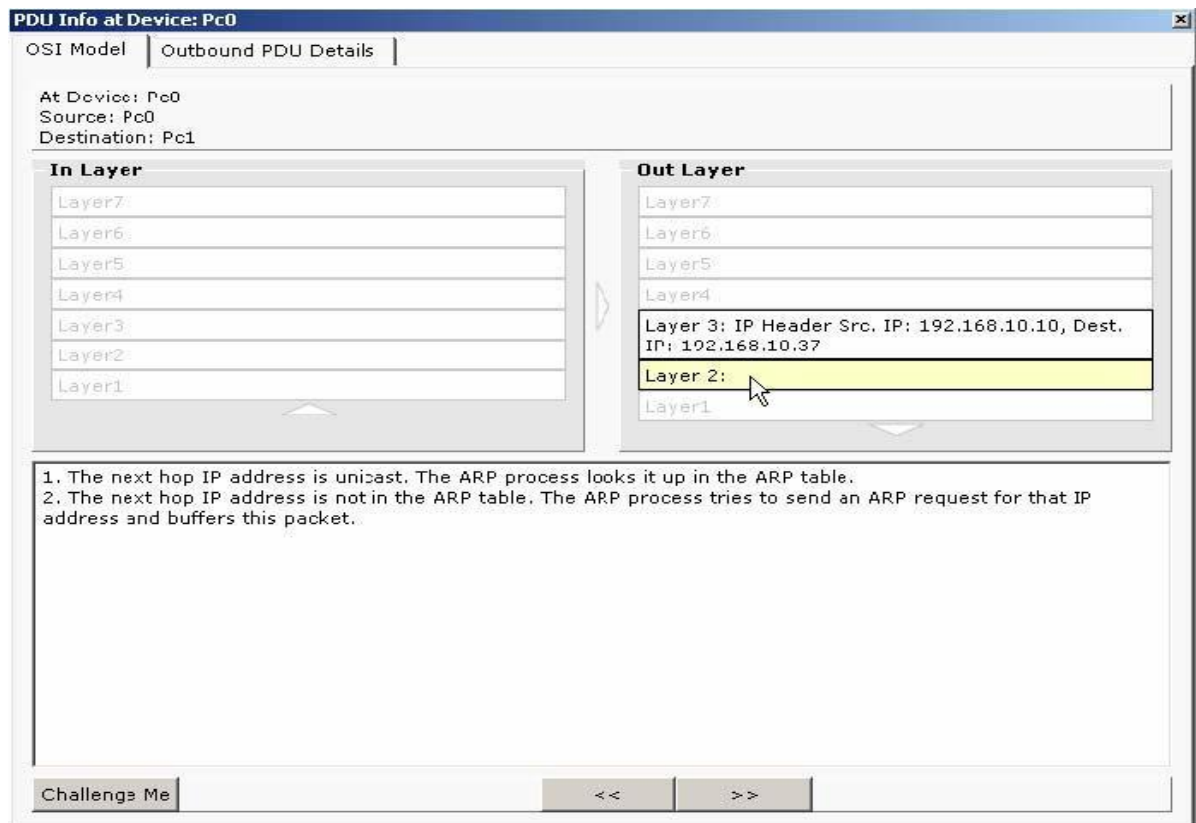 PDU Info at Device: Pc0
OSI Model
Outbound PDU Details
At Device: Pc0
Source: Pc0
Destination: Pc1
In Layer
Layer7
Layer6
Layer5
Layer4
Layer3
Layer2
Layer1
Out Layer
Layer7
Layer6
Layer5
Layer4
Layer 3: IP Header Src. IP: 192.168.10.10, Dest.
IP: 192.168.10.37
Layer 2:
Layer1
1. The next hop IP address is unicast. The ARP process looks it up in the ARP table.
2. The next hop IP address is not in the ARP table. The ARP process tries to send an ARP request for that IP
address and buffers this packet.
Challenge Me
<<
>>